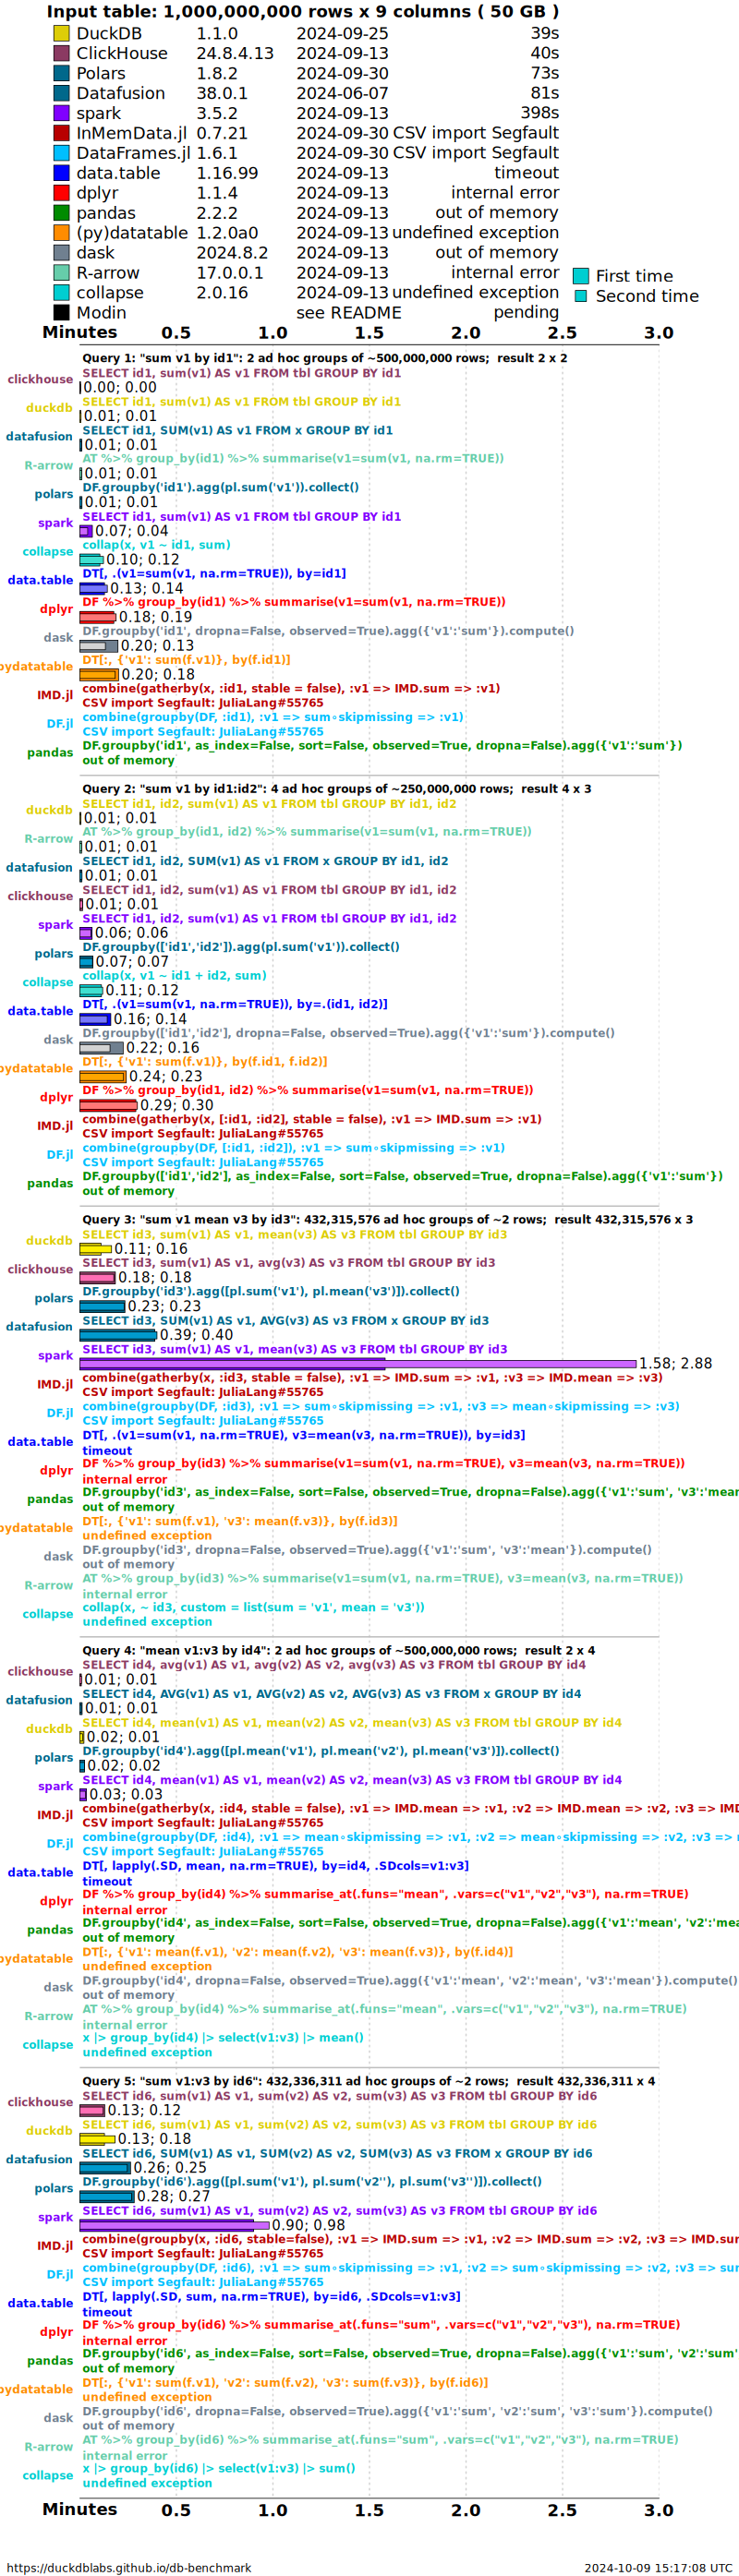 Input table: 1,000,000,000 rows x 9 columns ( 50 GB )
DuckDB 1.1.0 2024-09-25 39s
ClickHouse 24.8.4.13 2024-09-13 40s
Polars 1.8.2 2024-09-30 73s
Datafusion 38.0.1 2024-06-07 81s
spark 3.5.2 2024-09-13 398s
InMemData.jl 0.7.21 2024-09-30 CSV import Segfault
DataFrames.jl 1.6.1 2024-09-30 CSV import Segfault
data.table 1.16.99 2024-09-13 timeout
dplyr 1.1.4 2024-09-13 internal error
pandas 2.2.2 2024-09-13 out of memory
(py)datatable 1.2.0a0 2024-09-13 undefined exception
dask 2024.8.2 2024-09-13 out of memory
R-arrow 17.0.0.1 2024-09-13 internal error
collapse 2.0.16 2024-09-13 undefined exception
Modin see README pending
First time
Second time
Minutes 0.5 1.0 1.5 2.0 2.5 3.0
Query 1: "sum v1 by id1": 2 ad hoc groups of ~500,000,000 rows; result 2 x 2
SELECT id1, sum(v1) AS v1 FROM tbl GROUP BY id1
clickhouse 0.00; 0.00
SELECT id1, sum(v1) AS v1 FROM tbl GROUP BY id1
duckdb 0.01; 0.01
SELECT id1, SUM(v1) AS v1 FROM x GROUP BY id1
datafusion 0.01; 0.01
AT %>% group_by(id1) %>% summarise(v1=sum(v1, na.rm=TRUE))
R-arrow 0.01; 0.01
DF.groupby('id1').agg(pl.sum('v1')).collect()
polars 0.01; 0.01
SELECT id1, sum(v1) AS v1 FROM tbl GROUP BY id1
spark 0.07; 0.04
collap(x, v1 ~ id1, sum)
collapse 0.10; 0.12
DT[, .(v1=sum(v1, na.rm=TRUE)), by=id1]
data.table 0.13; 0.14
DF %>% group_by(id1) %>% summarise(v1=sum(v1, na.rm=TRUE))
dplyr 0.18; 0.19
DF.groupby('id1', dropna=False, observed=True).agg({'v1':'sum'}).compute()
dask 0.20; 0.13
DT[:, {'v1': sum(f.v1)}, by(f.id1)]
pydatatable 0.20; 0.18
combine(gatherby(x, :id1, stable = false), :v1 => IMD.sum => :v1)
IMD.jl CSV import Segfault: JuliaLang#55765
combine(groupby(DF, :id1), :v1 => sum∘skipmissing => :v1)
DF.jl CSV import Segfault: JuliaLang#55765
DF.groupby('id1', as_index=False, sort=False, observed=True, dropna=False).agg({'v1':'sum'})
pandas out of memory
Query 2: "sum v1 by id1:id2": 4 ad hoc groups of ~250,000,000 rows; result 4 x 3
SELECT id1, id2, sum(v1) AS v1 FROM tbl GROUP BY id1, id2
duckdb 0.01; 0.01
AT %>% group_by(id1, id2) %>% summarise(v1=sum(v1, na.rm=TRUE))
R-arrow 0.01; 0.01
SELECT id1, id2, SUM(v1) AS v1 FROM x GROUP BY id1, id2
datafusion 0.01; 0.01
SELECT id1, id2, sum(v1) AS v1 FROM tbl GROUP BY id1, id2
clickhouse 0.01; 0.01
SELECT id1, id2, sum(v1) AS v1 FROM tbl GROUP BY id1, id2
spark 0.06; 0.06
DF.groupby(['id1','id2']).agg(pl.sum('v1')).collect()
polars 0.07; 0.07
collap(x, v1 ~ id1 + id2, sum)
collapse 0.11; 0.12
DT[, .(v1=sum(v1, na.rm=TRUE)), by=.(id1, id2)]
data.table 0.16; 0.14
DF.groupby(['id1','id2'], dropna=False, observed=True).agg({'v1':'sum'}).compute()
dask 0.22; 0.16
DT[:, {'v1': sum(f.v1)}, by(f.id1, f.id2)]
pydatatable 0.24; 0.23
DF %>% group_by(id1, id2) %>% summarise(v1=sum(v1, na.rm=TRUE))
dplyr 0.29; 0.30
combine(gatherby(x, [:id1, :id2], stable = false), :v1 => IMD.sum => :v1)
IMD.jl CSV import Segfault: JuliaLang#55765
combine(groupby(DF, [:id1, :id2]), :v1 => sum∘skipmissing => :v1)
DF.jl CSV import Segfault: JuliaLang#55765
DF.groupby(['id1','id2'], as_index=False, sort=False, observed=True, dropna=False).agg({'v1':'sum'})
pandas out of memory
Query 3: "sum v1 mean v3 by id3": 432,315,576 ad hoc groups of ~2 rows; result 432,315,576 x 3
SELECT id3, sum(v1) AS v1, mean(v3) AS v3 FROM tbl GROUP BY id3
duckdb 0.11; 0.16
SELECT id3, sum(v1) AS v1, avg(v3) AS v3 FROM tbl GROUP BY id3
clickhouse 0.18; 0.18
DF.groupby('id3').agg([pl.sum('v1'), pl.mean('v3')]).collect()
polars 0.23; 0.23
SELECT id3, SUM(v1) AS v1, AVG(v3) AS v3 FROM x GROUP BY id3
datafusion 0.39; 0.40
SELECT id3, sum(v1) AS v1, mean(v3) AS v3 FROM tbl GROUP BY id3
spark 1.58; 2.88
combine(gatherby(x, :id3, stable = false), :v1 => IMD.sum => :v1, :v3 => IMD.mean => :v3)
IMD.jl CSV import Segfault: JuliaLang#55765
combine(groupby(DF, :id3), :v1 => sum∘skipmissing => :v1, :v3 => mean∘skipmissing => :v3)
DF.jl CSV import Segfault: JuliaLang#55765
DT[, .(v1=sum(v1, na.rm=TRUE), v3=mean(v3, na.rm=TRUE)), by=id3]
data.table timeout
DF %>% group_by(id3) %>% summarise(v1=sum(v1, na.rm=TRUE), v3=mean(v3, na.rm=TRUE))
dplyr internal error
DF.groupby('id3', as_index=False, sort=False, observed=True, dropna=False).agg({'v1':'sum', 'v3':'mean
pandas out of memory
DT[:, {'v1': sum(f.v1), 'v3': mean(f.v3)}, by(f.id3)]
pydatatable undefined exception
DF.groupby('id3', dropna=False, observed=True).agg({'v1':'sum', 'v3':'mean'}).compute()
dask out of memory
AT %>% group_by(id3) %>% summarise(v1=sum(v1, na.rm=TRUE), v3=mean(v3, na.rm=TRUE))
R-arrow internal error
collap(x, ~ id3, custom = list(sum = 'v1', mean = 'v3'))
collapse undefined exception
Query 4: "mean v1:v3 by id4": 2 ad hoc groups of ~500,000,000 rows; result 2 x 4
SELECT id4, avg(v1) AS v1, avg(v2) AS v2, avg(v3) AS v3 FROM tbl GROUP BY id4
clickhouse 0.01; 0.01
SELECT id4, AVG(v1) AS v1, AVG(v2) AS v2, AVG(v3) AS v3 FROM x GROUP BY id4
datafusion 0.01; 0.01
SELECT id4, mean(v1) AS v1, mean(v2) AS v2, mean(v3) AS v3 FROM tbl GROUP BY id4
duckdb 0.02; 0.01
DF.groupby('id4').agg([pl.mean('v1'), pl.mean('v2'), pl.mean('v3')]).collect()
polars 0.02; 0.02
SELECT id4, mean(v1) AS v1, mean(v2) AS v2, mean(v3) AS v3 FROM tbl GROUP BY id4
spark 0.03; 0.03
combine(gatherby(x, :id4, stable = false), :v1 => IMD.mean => :v1, :v2 => IMD.mean => :v2, :v3 => IMD
IMD.jl CSV import Segfault: JuliaLang#55765
combine(groupby(DF, :id4), :v1 => mean∘skipmissing => :v1, :v2 => mean∘skipmissing => :v2, :v3 =>
DF.jl CSV import Segfault: JuliaLang#55765
DT[, lapply(.SD, mean, na.rm=TRUE), by=id4, .SDcols=v1:v3]
data.table timeout
DF %>% group_by(id4) %>% summarise_at(.funs="mean", .vars=c("v1","v2","v3"), na.rm=TRUE)
dplyr internal error
DF.groupby('id4', as_index=False, sort=False, observed=True, dropna=False).agg({'v1':'mean', 'v2':'mea
pandas out of memory
DT[:, {'v1': mean(f.v1), 'v2': mean(f.v2), 'v3': mean(f.v3)}, by(f.id4)]
pydatatable undefined exception
DF.groupby('id4', dropna=False, observed=True).agg({'v1':'mean', 'v2':'mean', 'v3':'mean'}).compute()
dask out of memory
AT %>% group_by(id4) %>% summarise_at(.funs="mean", .vars=c("v1","v2","v3"), na.rm=TRUE)
R-arrow internal error
x |> group_by(id4) |> select(v1:v3) |> mean()
collapse undefined exception
Query 5: "sum v1:v3 by id6": 432,336,311 ad hoc groups of ~2 rows; result 432,336,311 x 4
SELECT id6, sum(v1) AS v1, sum(v2) AS v2, sum(v3) AS v3 FROM tbl GROUP BY id6
clickhouse 0.13; 0.12
SELECT id6, sum(v1) AS v1, sum(v2) AS v2, sum(v3) AS v3 FROM tbl GROUP BY id6
duckdb 0.13; 0.18
SELECT id6, SUM(v1) AS v1, SUM(v2) AS v2, SUM(v3) AS v3 FROM x GROUP BY id6
datafusion 0.26; 0.25
DF.groupby('id6').agg([pl.sum('v1'), pl.sum('v2''), pl.sum('v3'')]).collect()
polars 0.28; 0.27
SELECT id6, sum(v1) AS v1, sum(v2) AS v2, sum(v3) AS v3 FROM tbl GROUP BY id6
spark 0.90; 0.98
combine(groupby(x, :id6, stable=false), :v1 => IMD.sum => :v1, :v2 => IMD.sum => :v2, :v3 => IMD.sur
IMD.jl CSV import Segfault: JuliaLang#55765
combine(groupby(DF, :id6), :v1 => sum∘skipmissing => :v1, :v2 => sum∘skipmissing => :v2, :v3 => sur
DF.jl CSV import Segfault: JuliaLang#55765
DT[, lapply(.SD, sum, na.rm=TRUE), by=id6, .SDcols=v1:v3]
data.table timeout
DF %>% group_by(id6) %>% summarise_at(.funs="sum", .vars=c("v1","v2","v3"), na.rm=TRUE)
dplyr internal error
DF.groupby('id6', as_index=False, sort=False, observed=True, dropna=False).agg({'v1':'sum', 'v2':'sum'
pandas out of memory
DT[:, {'v1': sum(f.v1), 'v2': sum(f.v2), 'v3': sum(f.v3)}, by(f.id6)]
pydatatable undefined exception
DF.groupby('id6', dropna=False, observed=True).agg({'v1':'sum', 'v2':'sum', 'v3':'sum'}).compute()
dask out of memory
AT %>% group_by(id6) %>% summarise_at(.funs="sum", .vars=c("v1","v2","v3"), na.rm=TRUE)
R-arrow internal error
x |> group_by(id6) |> select(v1:v3) |> sum()
collapse undefined exception
Minutes 0.5 1.0 1.5 2.0 2.5 3.0
https://duckdblabs.github.io/db-benchmark 2024-10-09 15:17:08 UTC